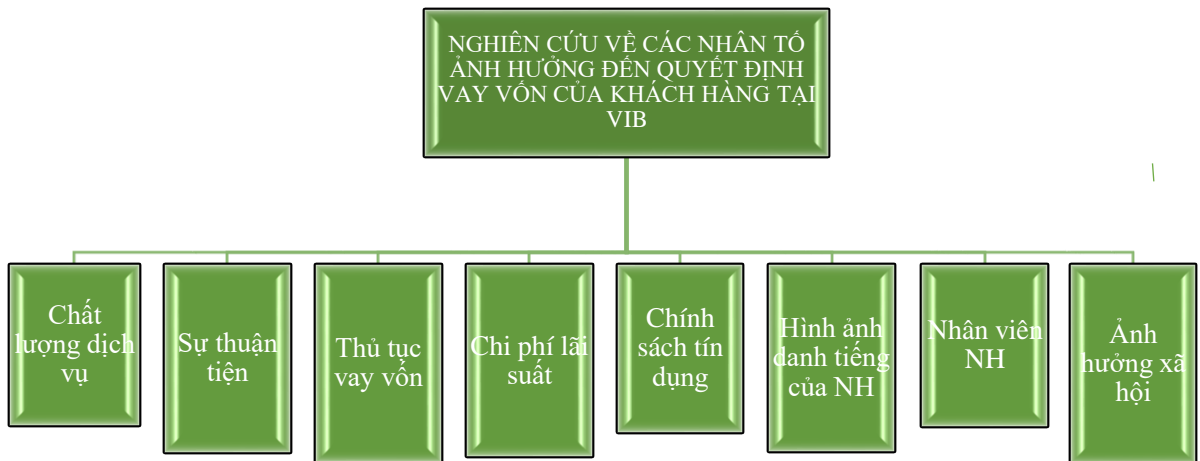 NGHIÊN CỨU VỀ CÁC NHÂN TỐ
ẢNH HƯỞNG ĐẾN QUYẾT ĐỊNH
VAY VỐN CỦA KHÁCH HÀNG TẠI
VIB
Chất
lượng dịch
vụ
Sự thuận
tiện
Thủ tục
vay vốn
Chi phí lãi
suất
Chính
sách tín
dụng
Hình ảnh
danh tiếng
của NH
Nhân viên
NH
Ảnh
hưởng xã
hội